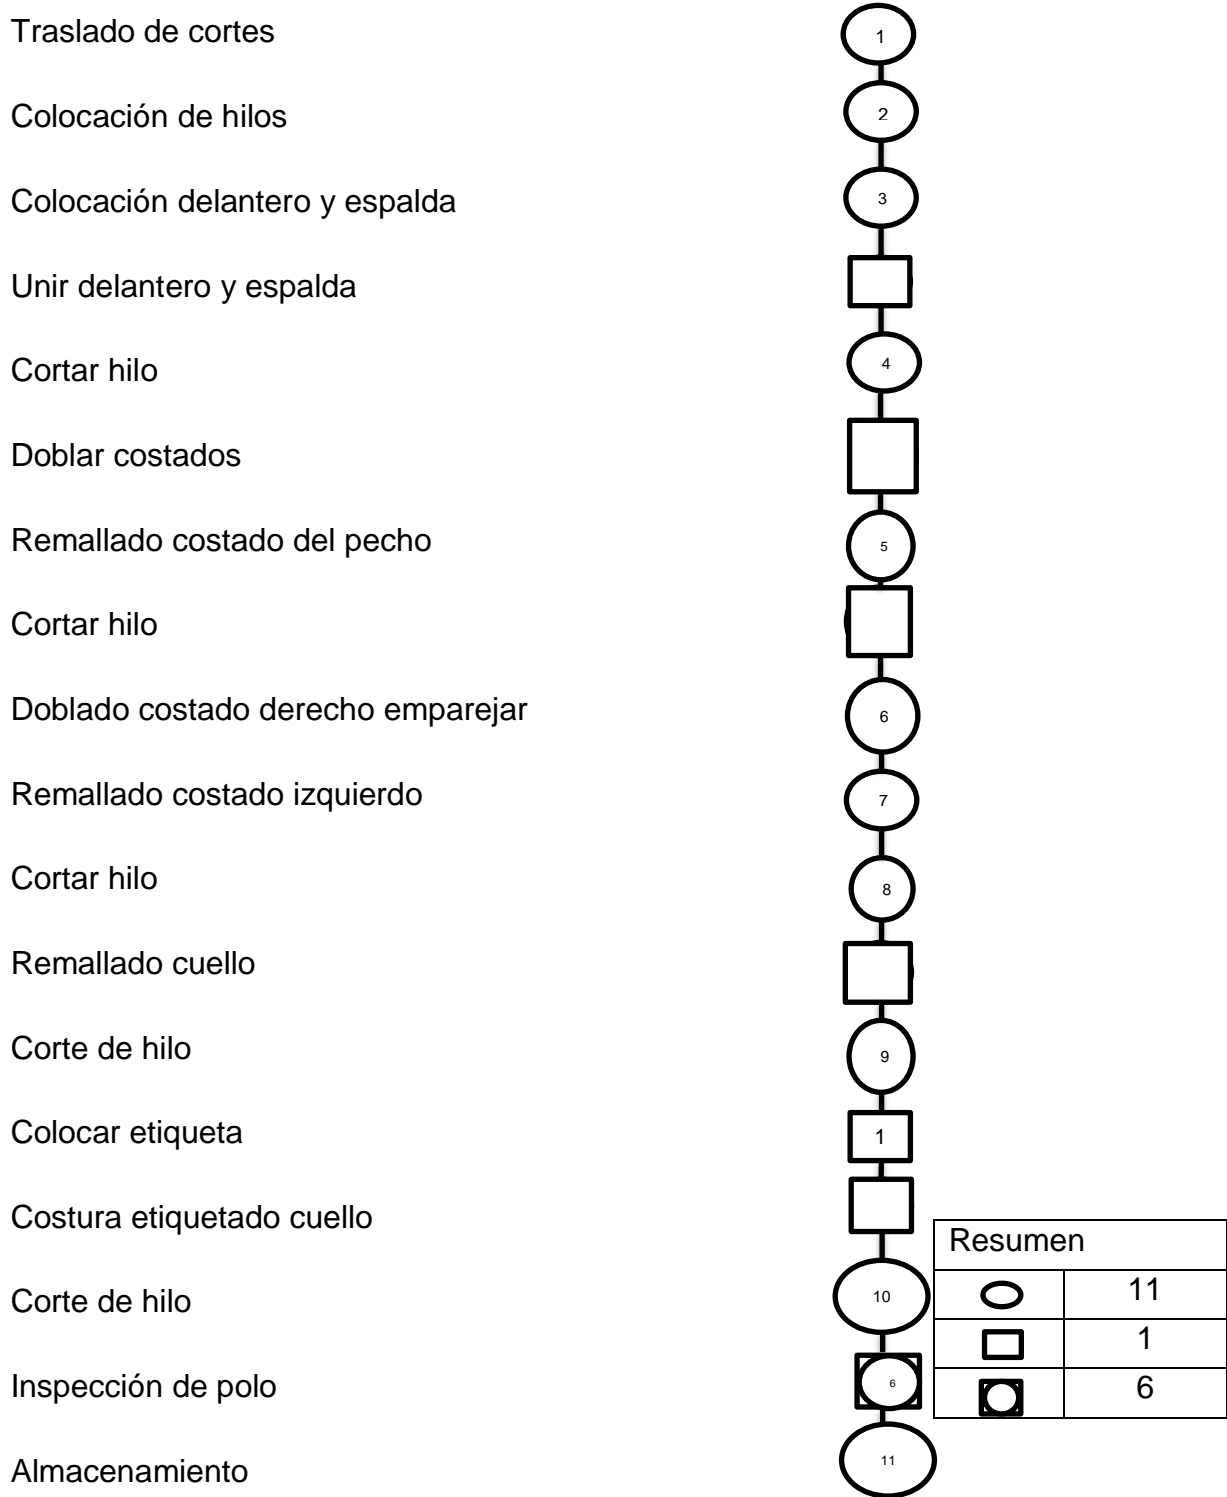 Traslado de cortes
1
Colocación de hilos
2
Colocación delantero y espalda
3
Unir delantero y espalda
Cortar hilo
4
Doblar costados
Remallado costado del pecho
5
Cortar hilo
Doblado costado derecho emparejar
6
Remallado costado izquierdo
7
Cortar hilo
8
Remallado cuello
Corte de hilo
9
Colocar etiqueta
1
Costura etiquetado cuello
Corte de hilo
10
Inspección de polo
6
Almacenamiento
11
Resumen
11
1
6